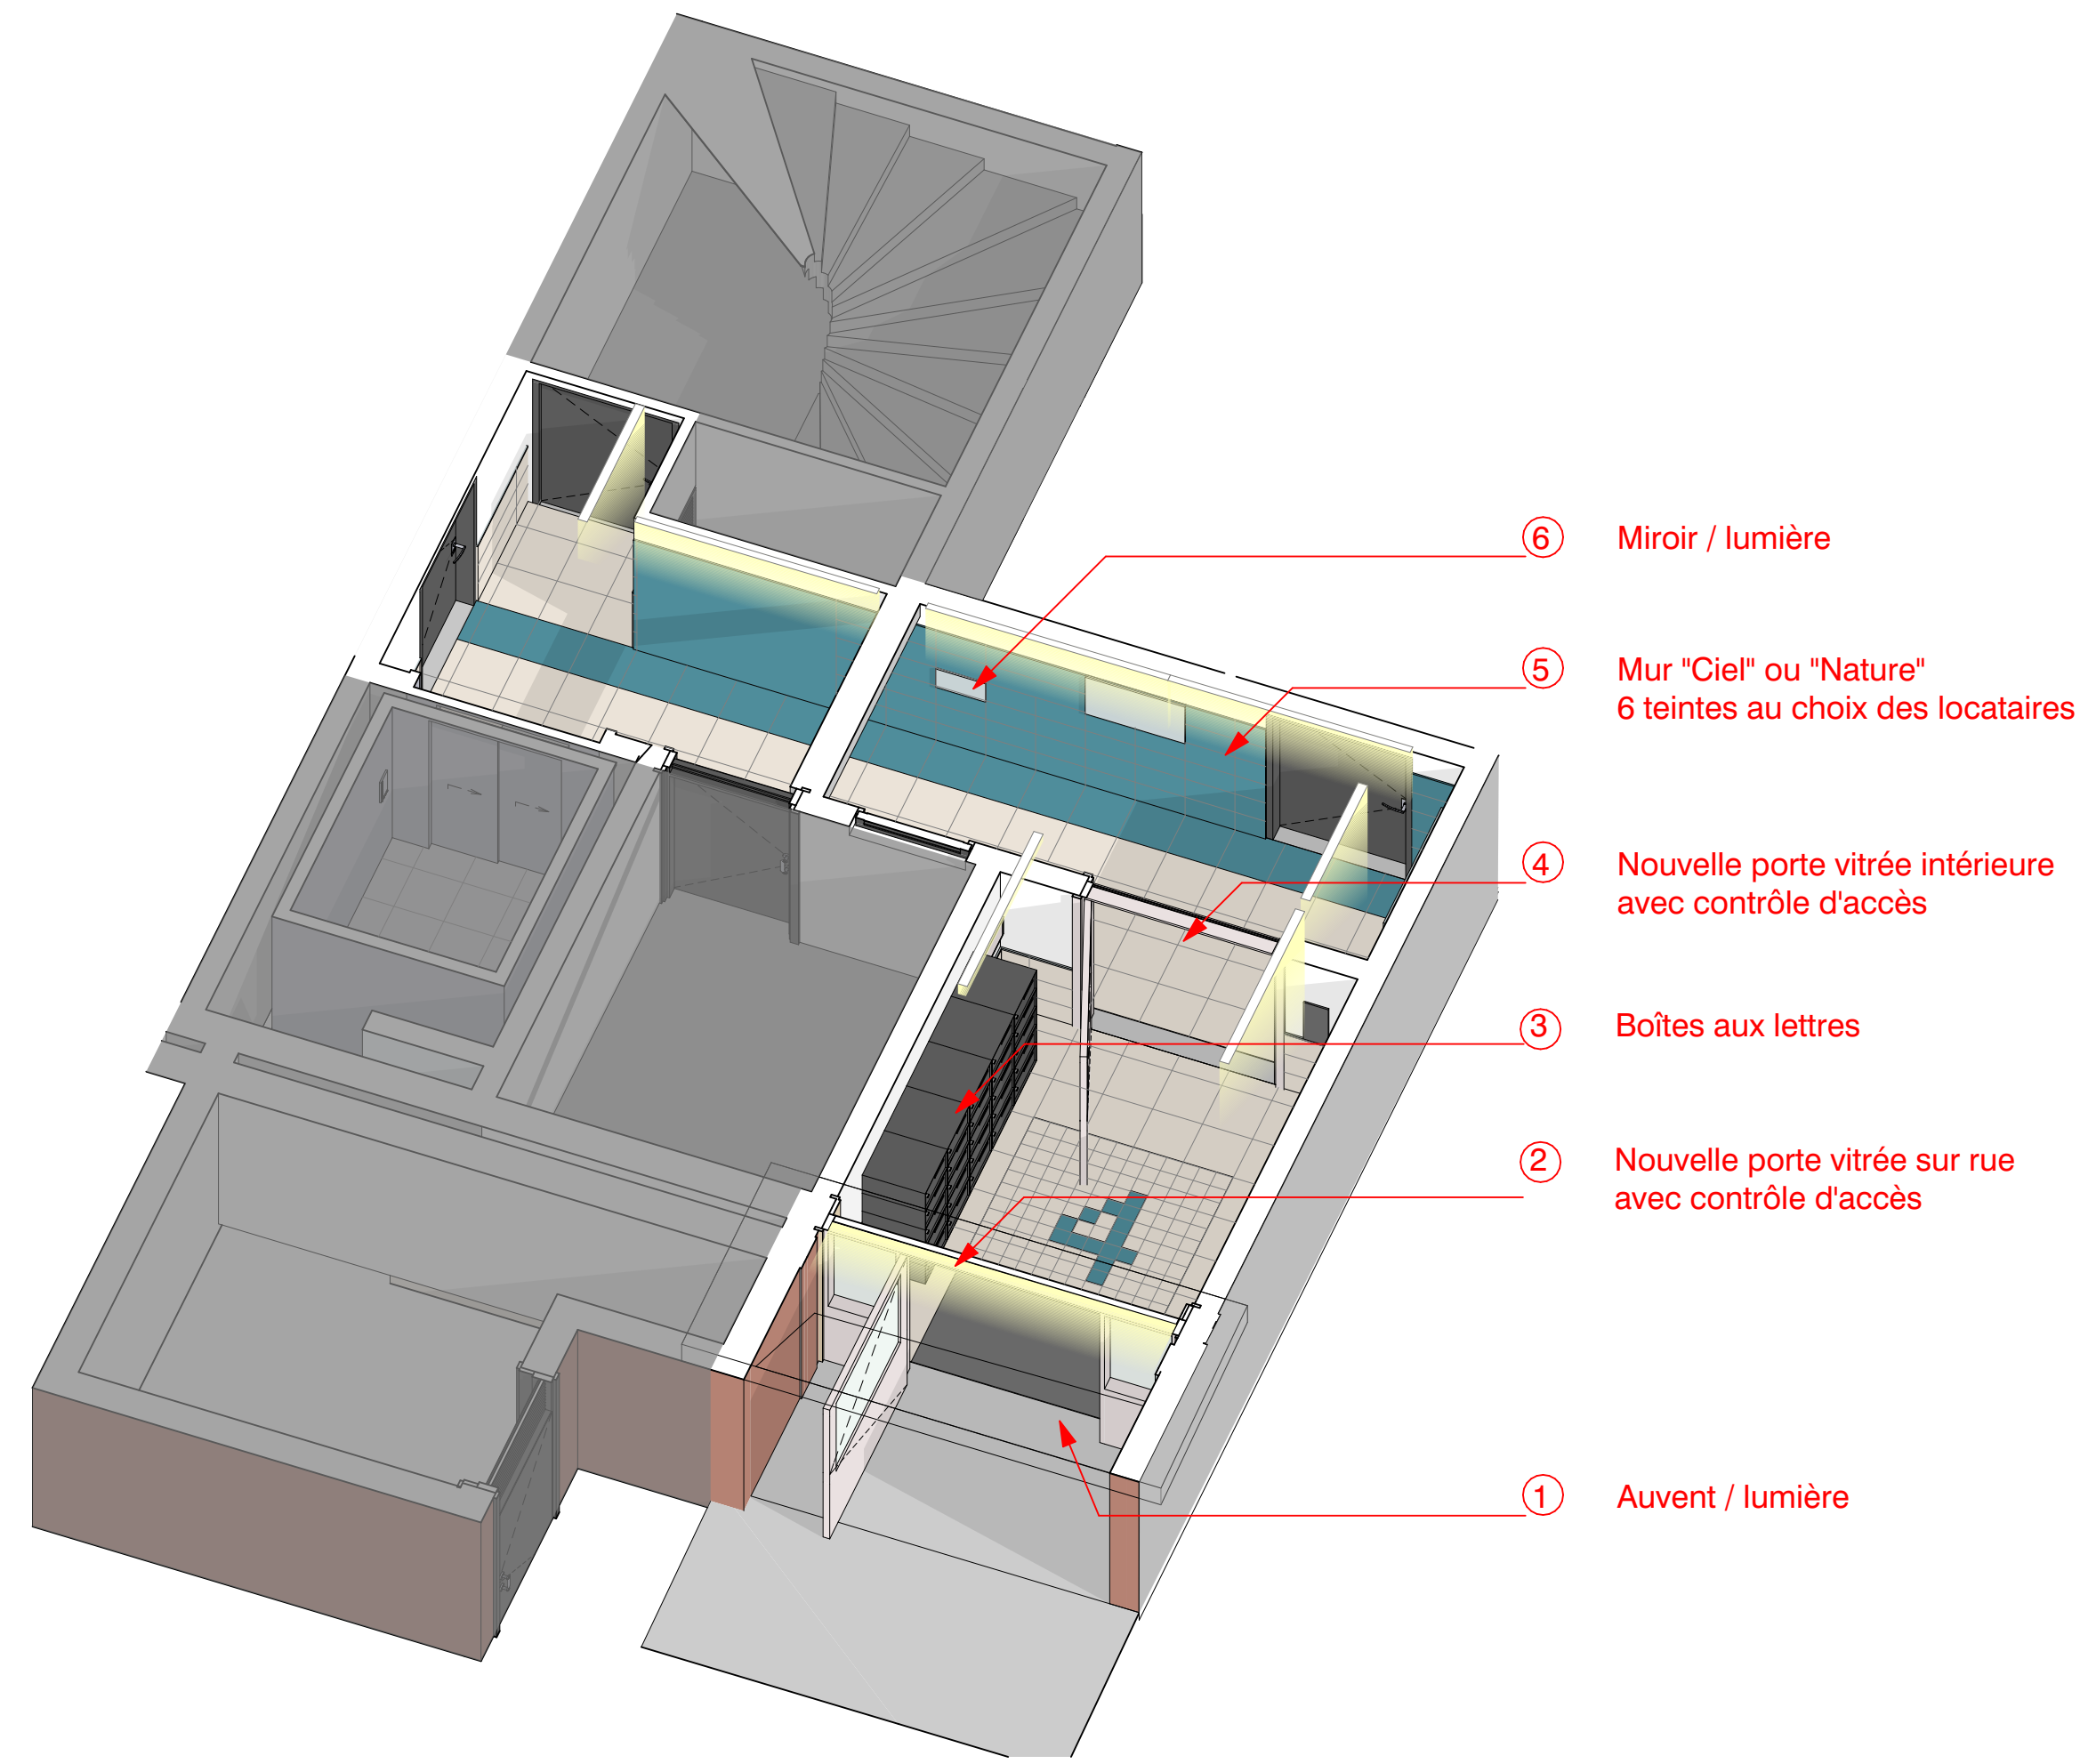 6 Miroir / lumière
5 Mur "Ciel" ou "Nature"
6 teintes au choix des locataires
4 Nouvelle porte vitrée intérieure
avec contrôle d'accès
3 Boîtes aux lettres
2 Nouvelle porte vitrée sur rue
avec contrôle d'accès
4
1 Auvent / lumière